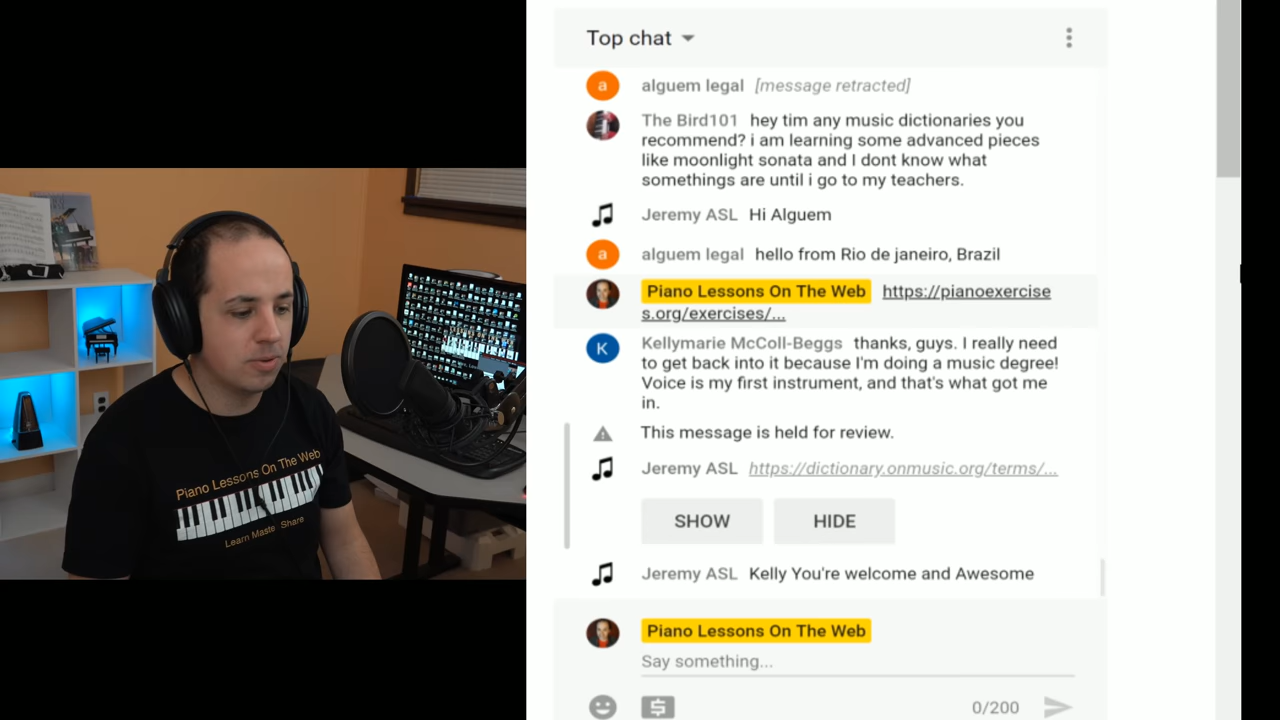 Top chat
alguem legal [message retracted]
The Bird101 hey tim any music dictionaries you
recommend? i am learning some advanced pieces
like moonlight sonata and I dont know what
somethings are until i go to my teachers.
Jeremy ASL Hi Alguem
a alguem legal hello from Rio de janeiro, Brazil
Piano Lessons On The Web https://pianoexercise
s.org/exercises/...
K Kellymarie McColl-Beggs thanks, guys. I really need
to get back into it because I'm doing a music degree!
Voice is my first instrument, and that's what got me
in.
This message is held for review.
Jeremy ASL https://dictionary.onmusic.org/terms/...
SHOW HIDE
Jeremy ASL Kelly You're welcome and Awesome
Piano Lessons On The Web
Say something...
0/200
Piano Lessons On The Web
Learn Maste Share